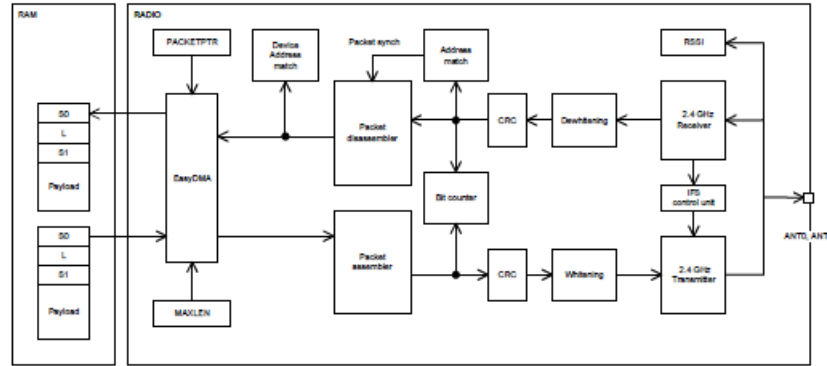 RAM
RADIO
PACKETPTR
Device
Address
match
Packet synch
Address
match
RSSI
S0
L
S1
Payload
EasyDMA
Packet
disassembler
CRC
Dewhitening
2.4 GHz
Receiver
Bit counter
IFS
control unit
ANT0, ANT
S0
L
S1
Payload
Packet
assembler
CRC
Whitening
2.4 GHz
Transmitter
MAXLEN